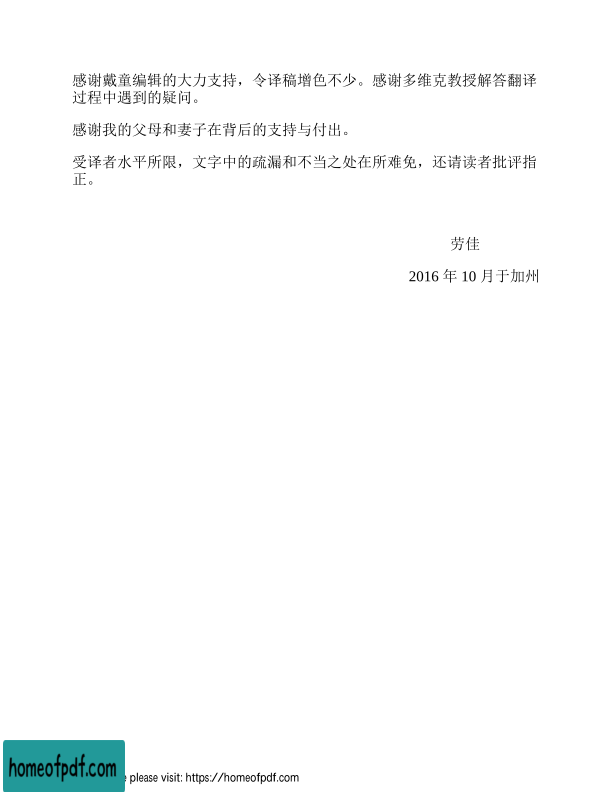 感谢戴童编辑的大力支持，令译稿增色不少。感谢多维克教授解答翻译
过程中遇到的疑问。
感谢我的父母和妻子在背后的支持与付出。
受译者水平所限，文字中的疏漏和不当之处在所难免，还请读者批评指
正。
劳佳
2016 年 10 月于加州
homeofpdf.com
please visit: https://homeofpdf.com